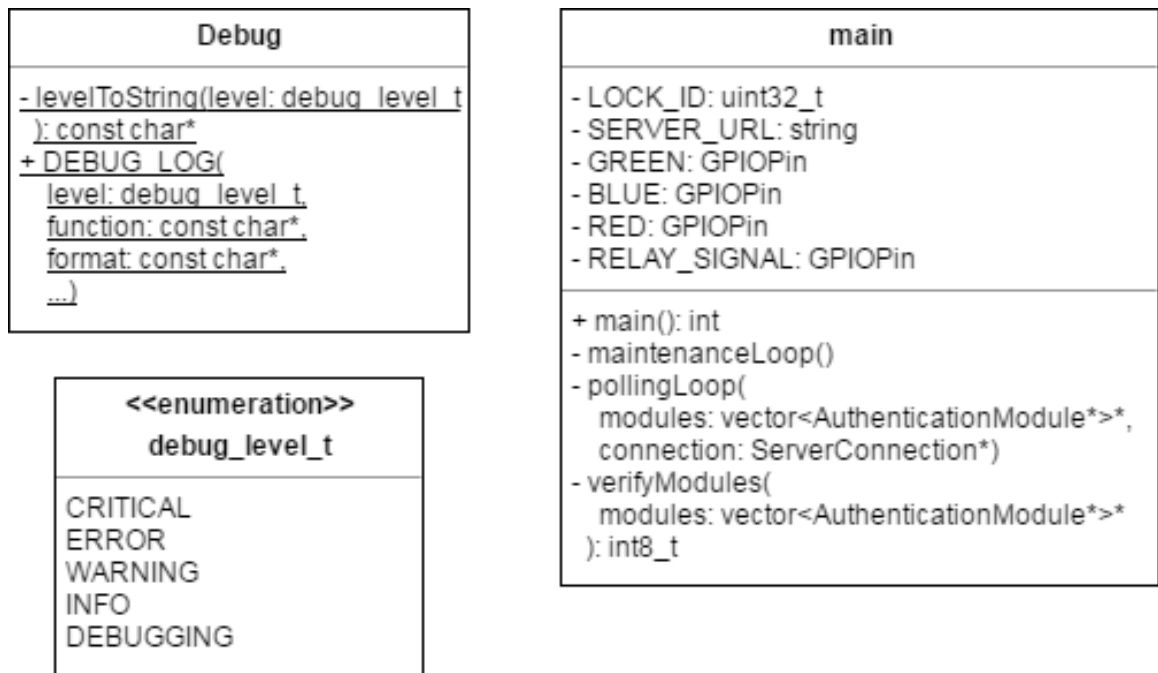 Debug
- levelToString(level: debug_level_t
): const char*
+ DEBUG_LOG(
level: debug_level_t,
function: const char*,
format: const char*,
...)
<<enumeration>>
debug_level_t
CRITICAL
ERROR
WARNING
INFO
DEBUGGING
main
- LOCK_ID: uint32_t
- SERVER_URL: string
- GREEN: GPIOPin
- BLUE: GPIOPin
- RED: GPIOPin
- RELAY_SIGNAL: GPIOPin
+ main(): int
- maintenanceLoop()
- pollingLoop(
modules: vector<AuthenticationModule*>*,
connection: ServerConnection*)
- verifyModules(
modules: vector<AuthenticationModule*>*
): int8_t